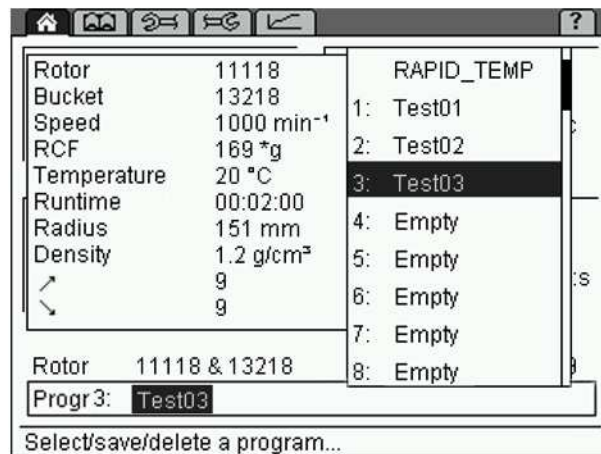 ?
Rotor 11118
Bucket 13218
Speed 1000 min⁻¹
RCF 169 *g
Temperature 20 °C
Runtime 00:02:00
Radius 151 mm
Density 1.2 g/cm³
↗ 9
↘ 9
RAPID_TEMP
1: Test01
2: Test02
3: Test03
4: Empty
5: Empty
6: Empty
7: Empty
8: Empty
:s
Rotor 11118 & 13218
Progr 3: Test03
Select/save/delete a program...